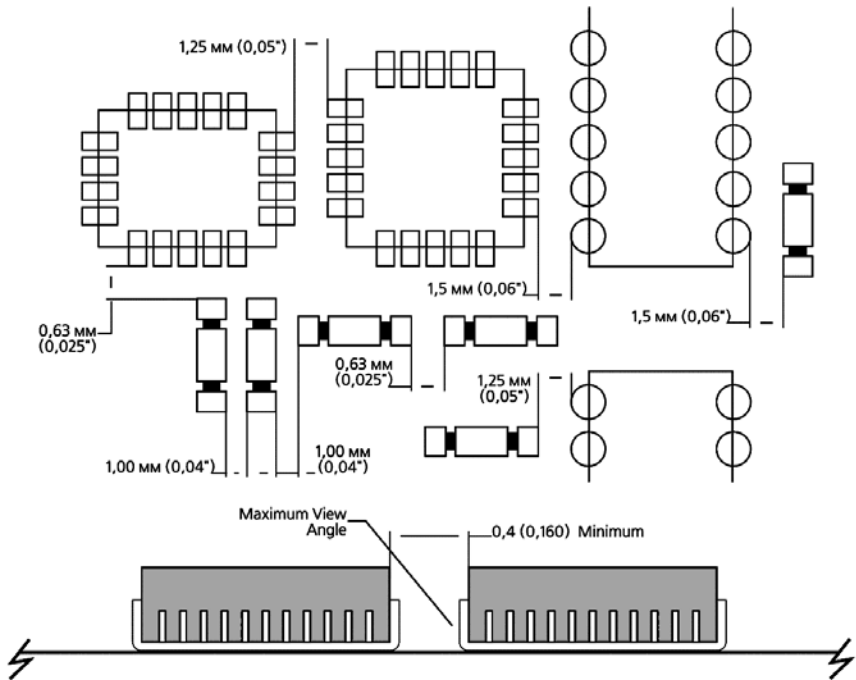 1,25 мм (0,05")
1,5 мм (0,06")
0,63 мм
(0,025")
1,5 мм (0,06")
0,63 мм
(0,025")
1,25 мм
(0,05")
1,00 мм (0,04")
1,00 мм
(0,04")
Maximum View
Angle
0,4 (0,160) Minimum